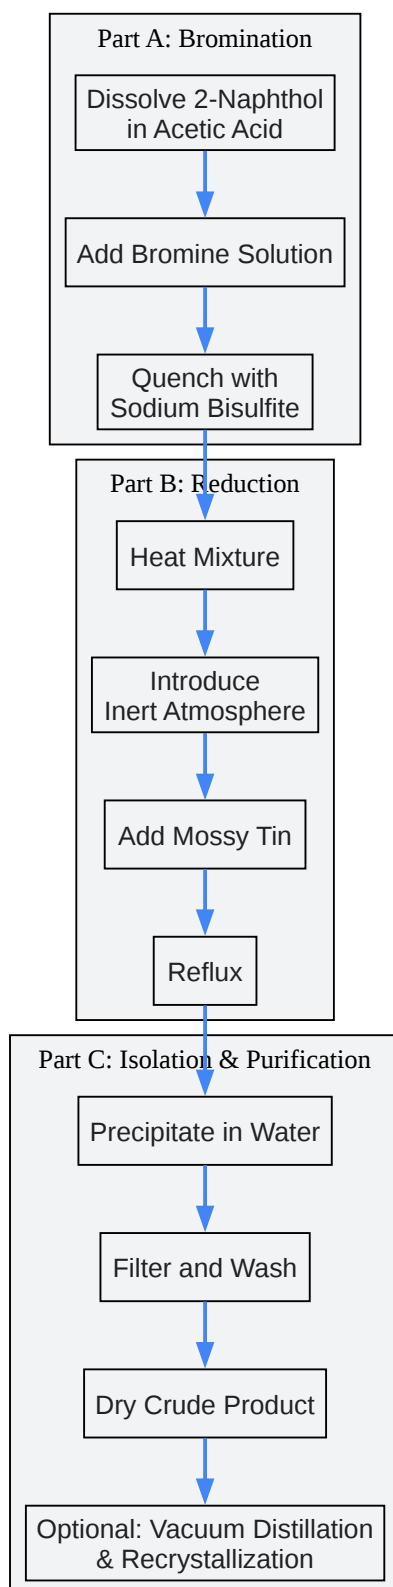 Part A: Bromination
Dissolve 2-Naphthol
in Acetic Acid
Add Bromine Solution
Quench with
Sodium Bisulfite
Part B: Reduction
Heat Mixture
Introduce
Inert Atmosphere
Add Mossy Tin
Reflux
Part C: Isolation & Purification
Precipitate in Water
Filter and Wash
Dry Crude Product
Optional: Vacuum Distillation
& Recrystallization